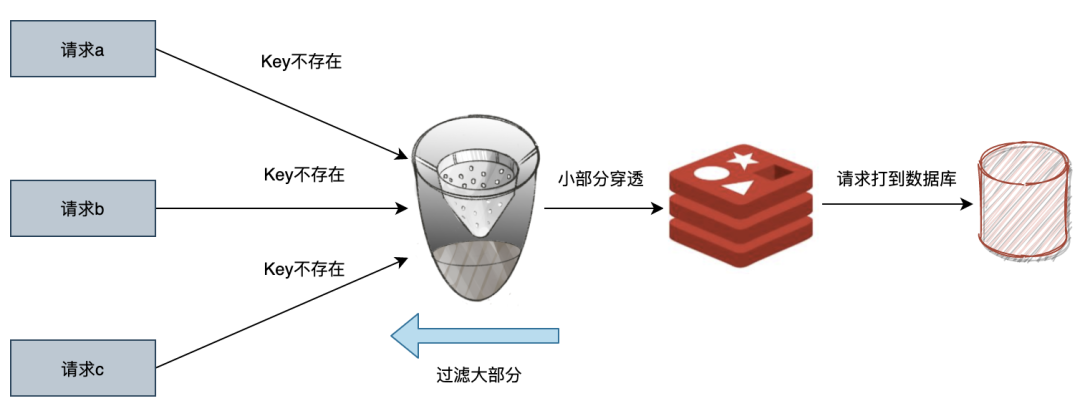 请求a
Key不存在
请求b
Key不存在
小部分穿透
请求打到数据库
Key不存在
请求c
过滤大部分